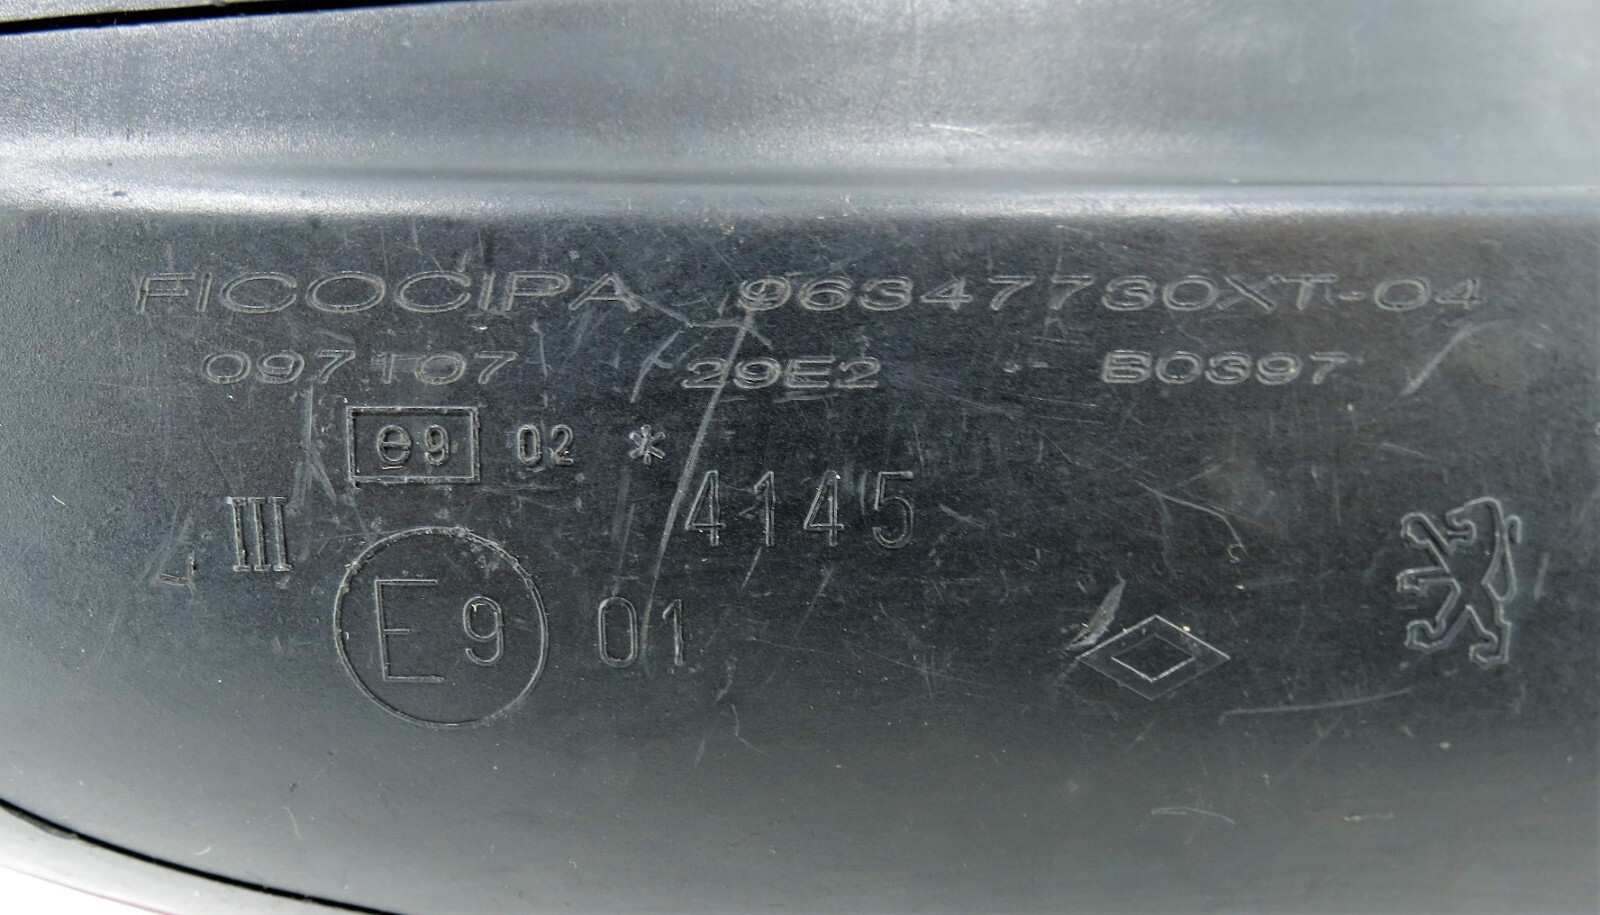 FICOCIPA 96347730XT-04
097107 29E2 B0397
e9 02 *
4145
III
E9 01